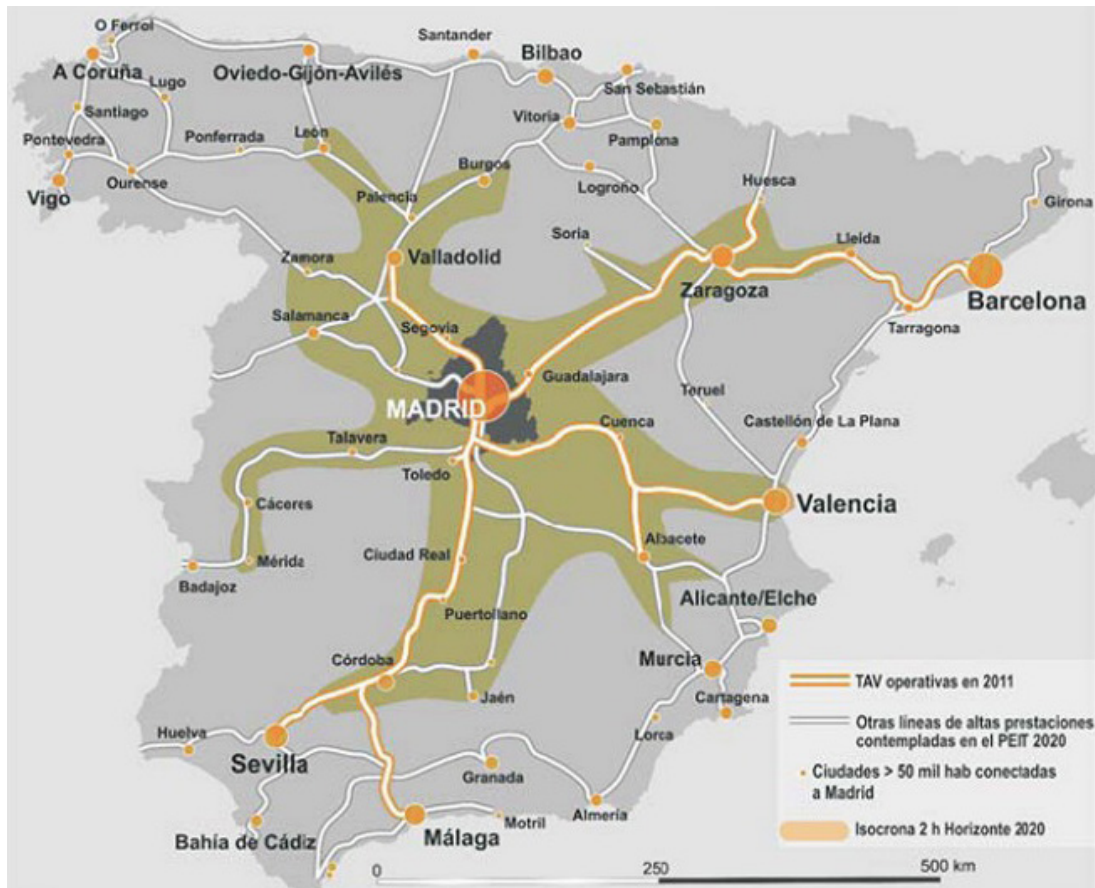 O Ferrol
A Coruña
Lugo
Santiago
Pontevedra
Vigo
Ourense
Ponferrada
Oviedo-Gijón-Avilés
León
Santander
Bilbao
San Sebastián
Vitoria
Pamplona
Burgos
Logroño
Palencia
Huesca
Girona
Soria
Lleida
Zamora
Valladolid
Zaragoza
Barcelona
Tarragona
Salamanca
Segovia
Guadalajara
MADRID
Teruel
Cuenca
Castellón de La Plana
Talavera
Toledo
Valencia
Cáceres
Ciudad Real
Albacete
Mérida
Badajoz
Puertollano
Alicante/Elche
Córdoba
Jaén
Murcia
Cartagena
Huelva
Sevilla
Lorca
Granada
Almería
Bahía de Cádiz
Málaga
Motril
TAV operativas en 2011
Otras líneas de altas prestaciones
contempladas en el PEIT 2020
Ciudades > 50 mil hab conectadas
a Madrid
Isocrona 2 h Horizonte 2020
0 250 500 km